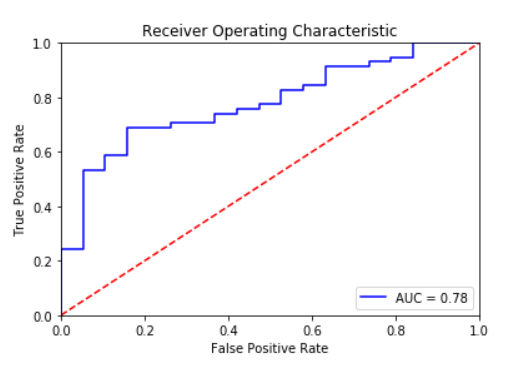 Receiver Operating Characteristic
1.0
0.8
0.6
0.4
0.2
0.0
True Positive Rate
AUC = 0.78
0.0 0.2 0.4 0.6 0.8 1.0
False Positive Rate